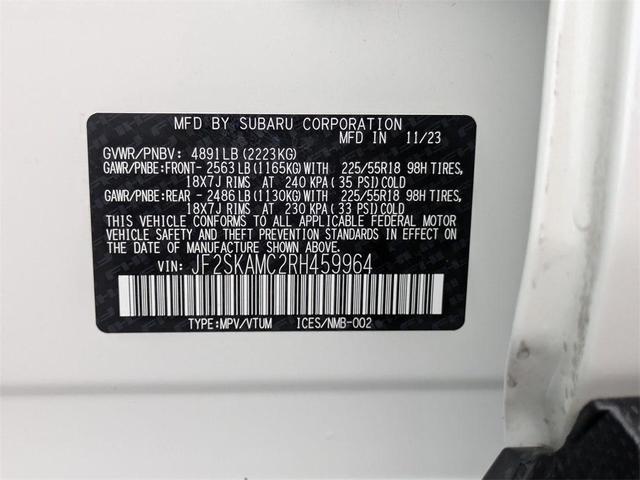 MFD BY SUBARU CORPORATION
MFD IN 11/23
GVWR/PNBV: 4891LB(2223KG)
GAWR/PNBE:FRONT- 2563LB(1165KG)WITH 225/55R18 98H TIRES,
18X7J RIMS AT 240 KPA(35 PSI)COLD
GAWR/PNBE:REAR - 2486LB(1130KG)WITH 225/55R18 98H TIRES,
18X7J RIMS AT 230 KPA(33 PSI)COLD
THIS VEHICLE CONFORMS TO ALL APPLICABLE FEDERAL MOTOR
VEHICLE SAFETY AND THEFT PREVENTION STANDARDS IN EFFECT
ON THE DATE OF MANUFACTURE SHOWN ABOVE.
VIN: JF2SKAMC2RH459964
TYPE:MPV/VTUM ICES/NMB-002